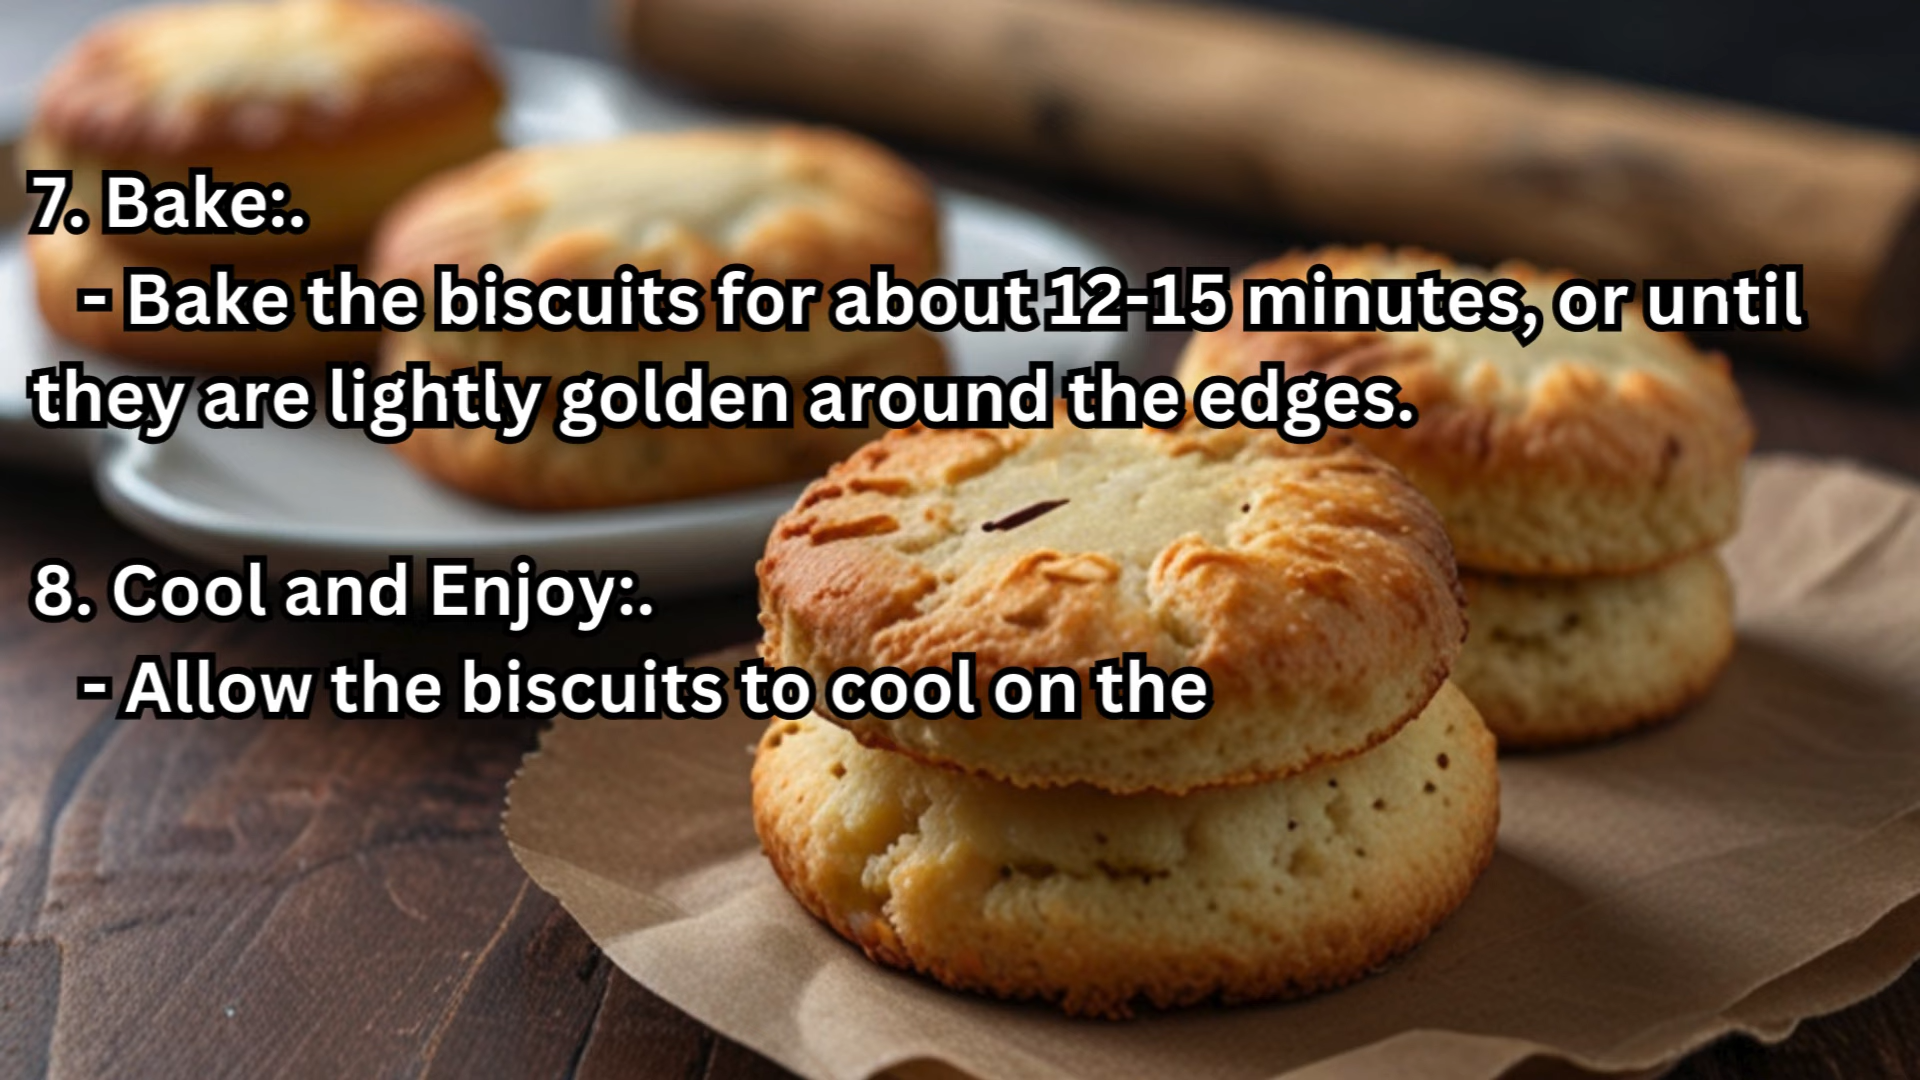 7. Bake:.
- Bake the biscuits for about 12-15 minutes, or until
they are lightly golden around the edges.
8. Cool and Enjoy:.
- Allow the biscuits to cool on the